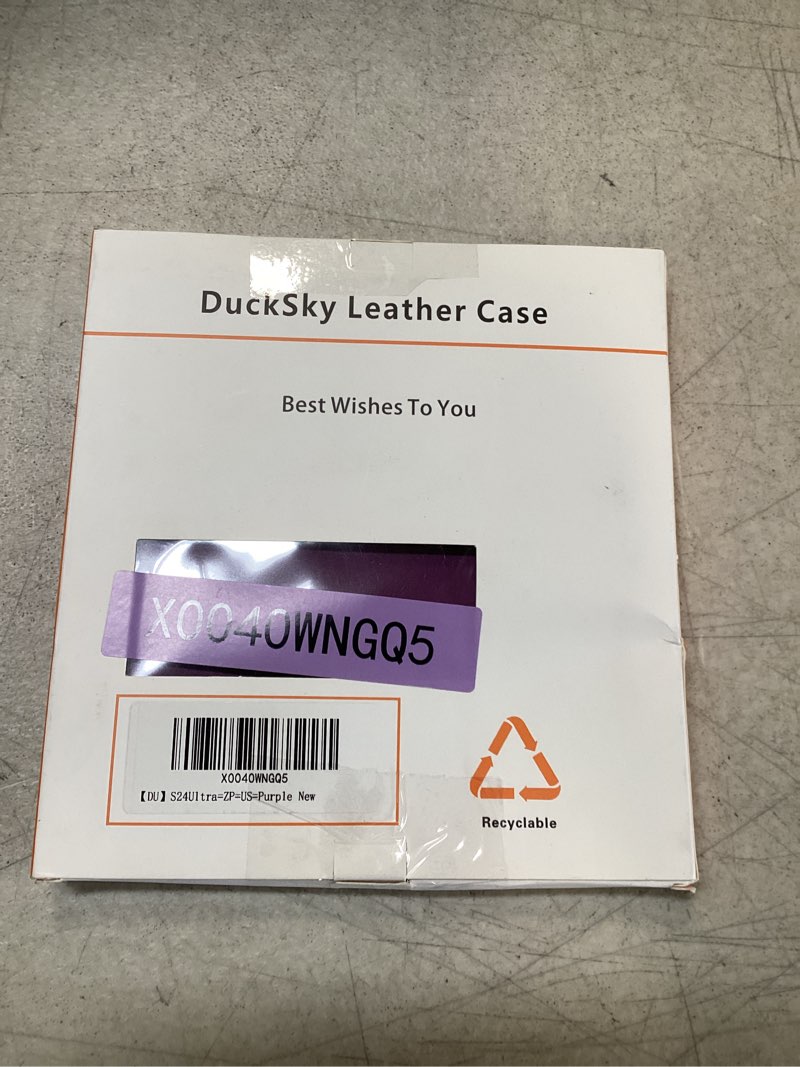 DuckSky Leather Case
Best Wishes To You
X0040WNGQ5
X0040WNGQ5
【DU】S24Ultra=ZP=US=Purple New
Recyclable